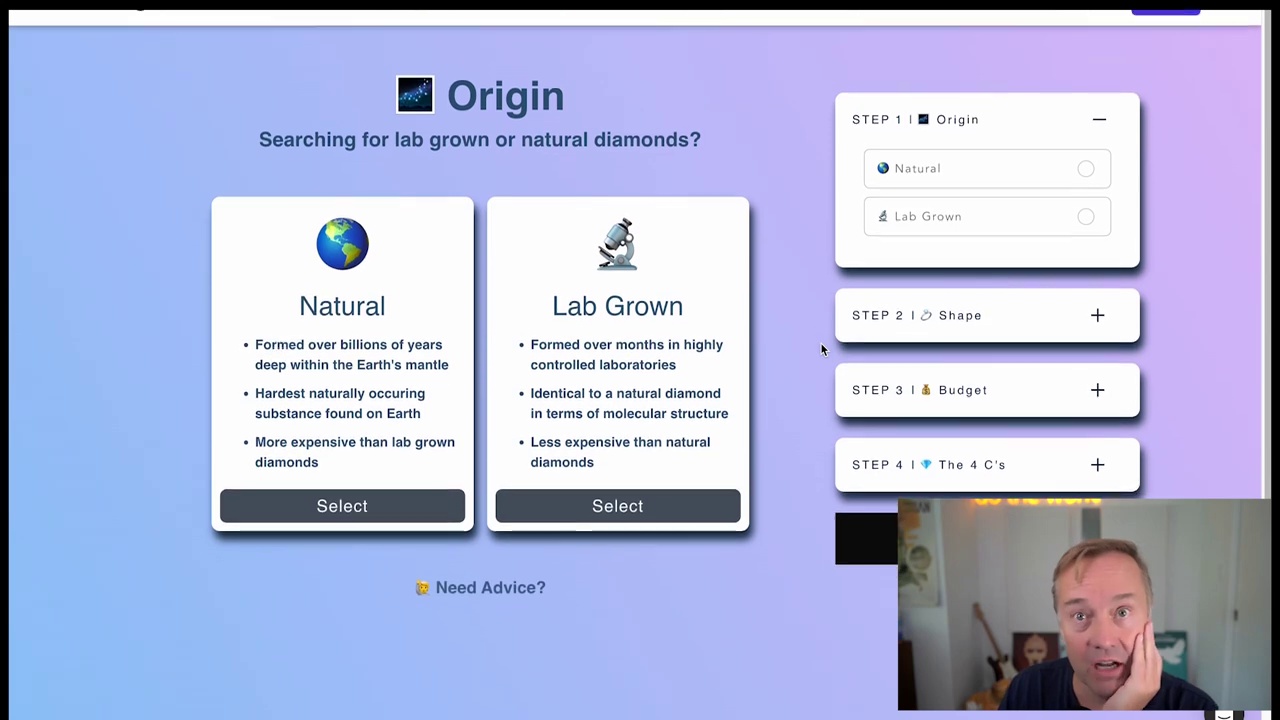 Origin
Searching for lab grown or natural diamonds?
Natural
• Formed over billions of years
deep within the Earth's mantle
• Hardest naturally occuring
substance found on Earth
• More expensive than lab grown
diamonds
Select
Lab Grown
• Formed over months in highly
controlled laboratories
• Identical to a natural diamond
in terms of molecular structure
• Less expensive than natural
diamonds
Select
Need Advice?
STEP 1 | Origin
Natural
Lab Grown
STEP 2 | Shape
STEP 3 | Budget
STEP 4 | The 4 C's